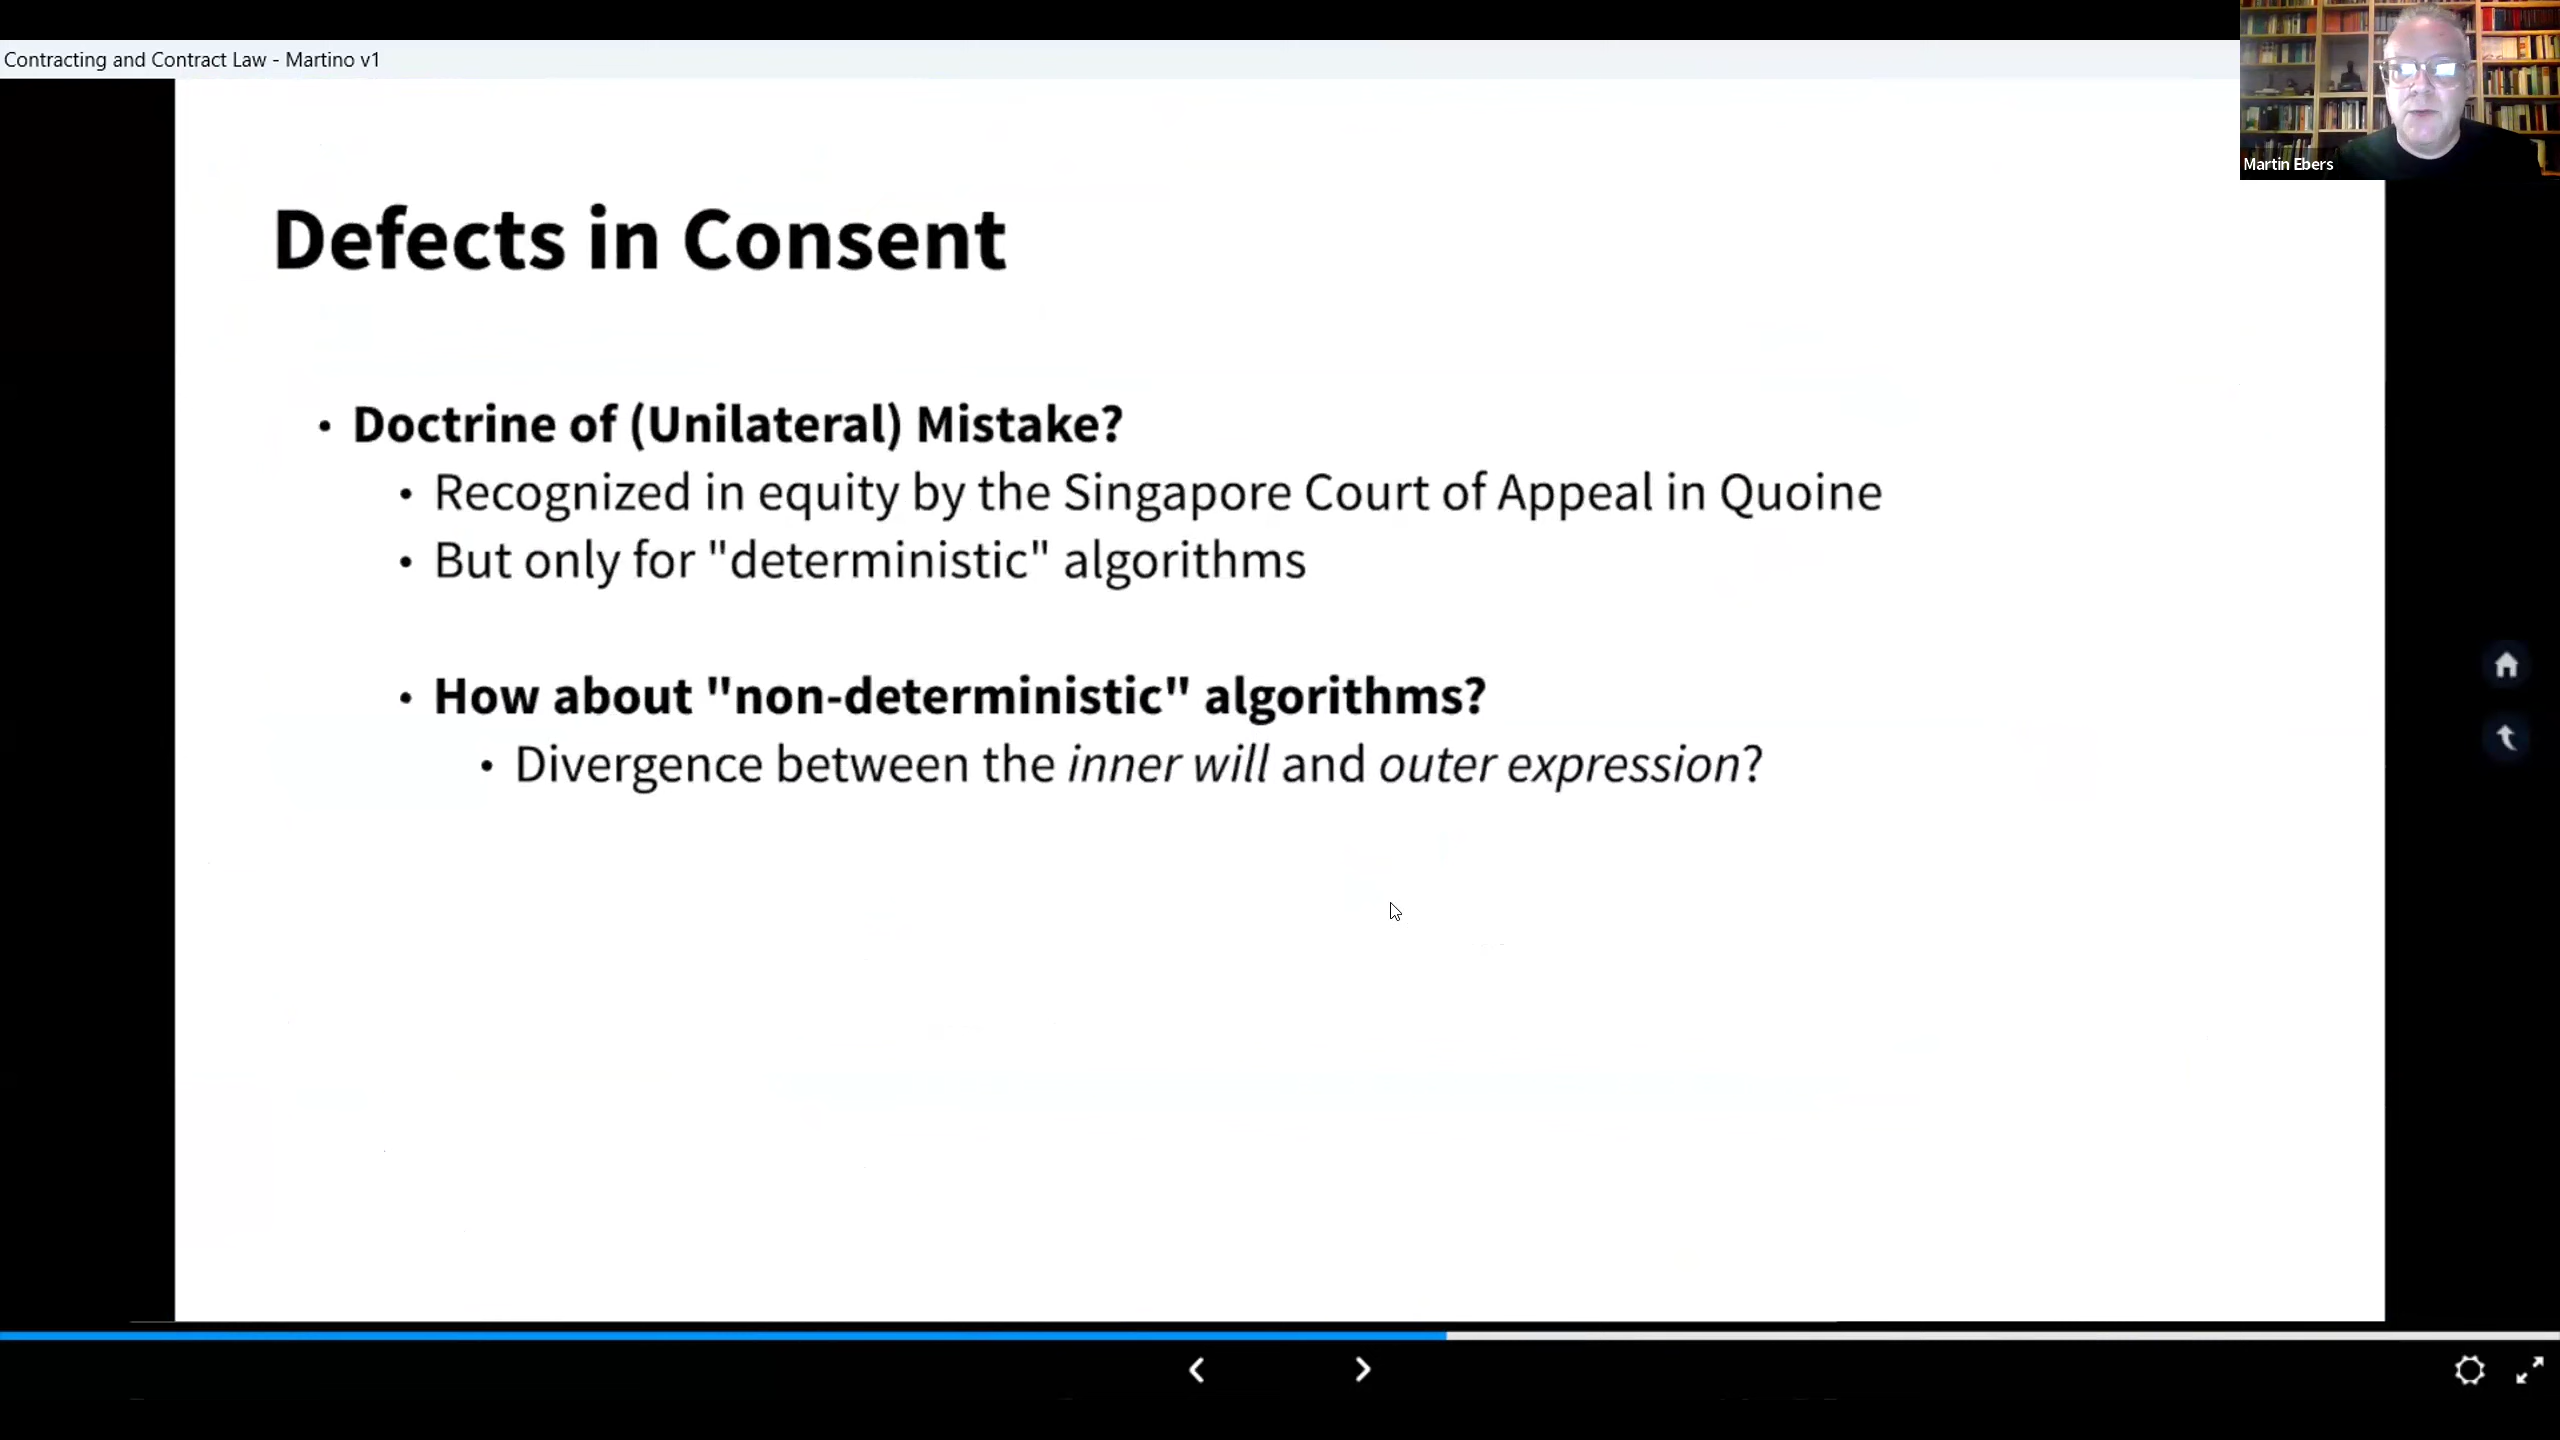 Contracting and Contract Law - Martino v1
Martin Ebers
Defects in Consent
• Doctrine of (Unilateral) Mistake?
• Recognized in equity by the Singapore Court of Appeal in Quoine
• But only for "deterministic" algorithms
• How about "non-deterministic" algorithms?
• Divergence between the inner will and outer expression?